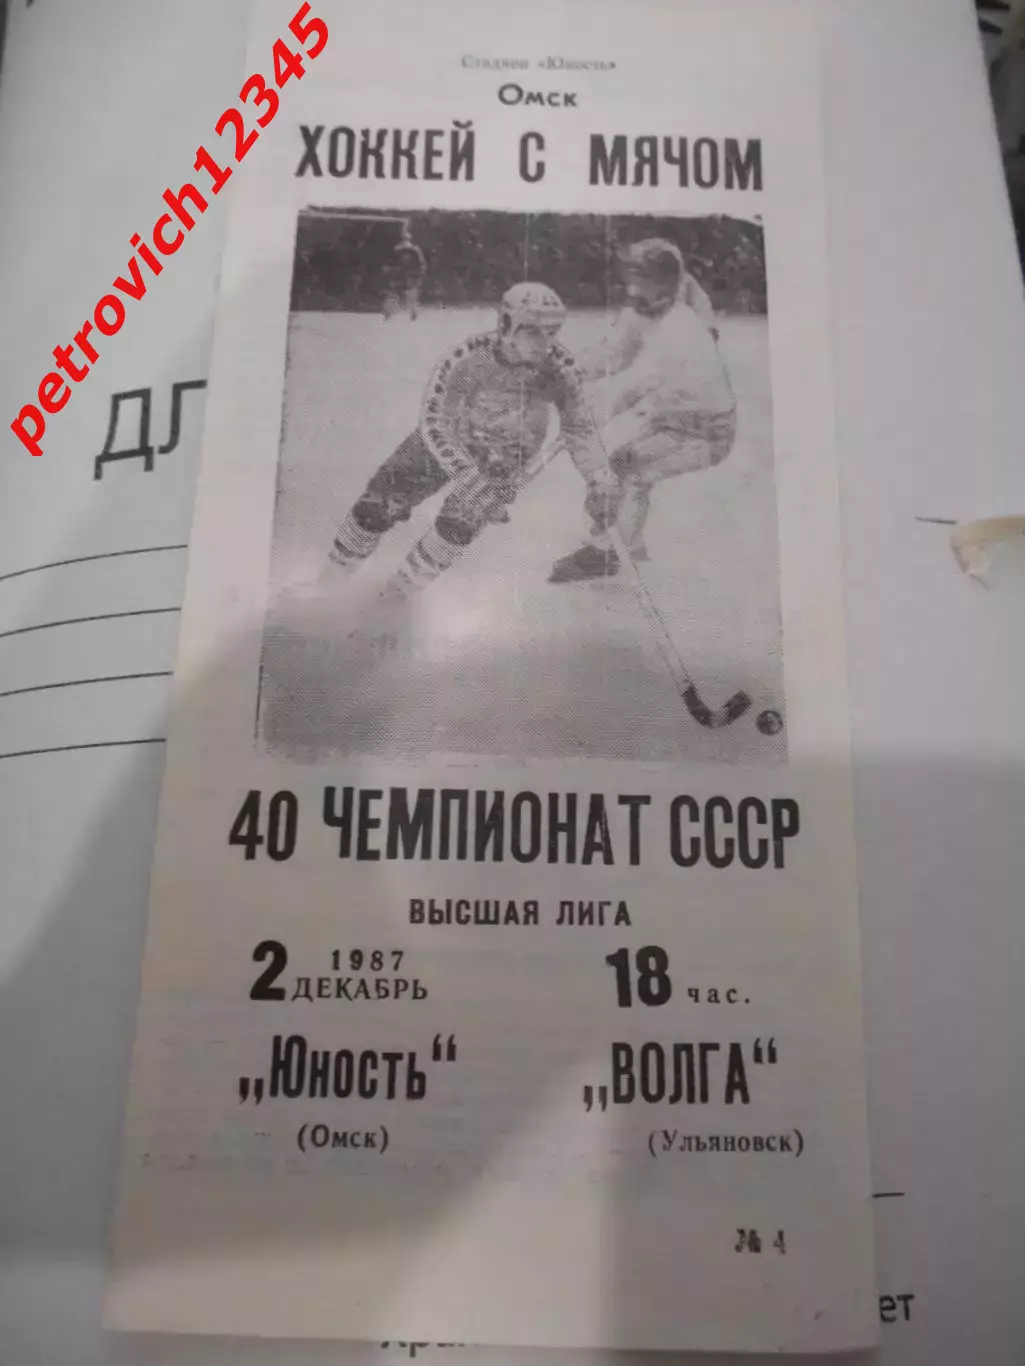 petrovich12345
Стадион «Юность»
Омск
ХОККЕЙ С МЯЧОМ
ДЛ
40 ЧЕМПИОНАТ СССР
ВЫСШАЯ ЛИГА
2 ДЕКАБРЬ 1987 18 час.
„Юность“ „ВОЛГА“
(Омск) (Ульяновск)
№ 4
ет